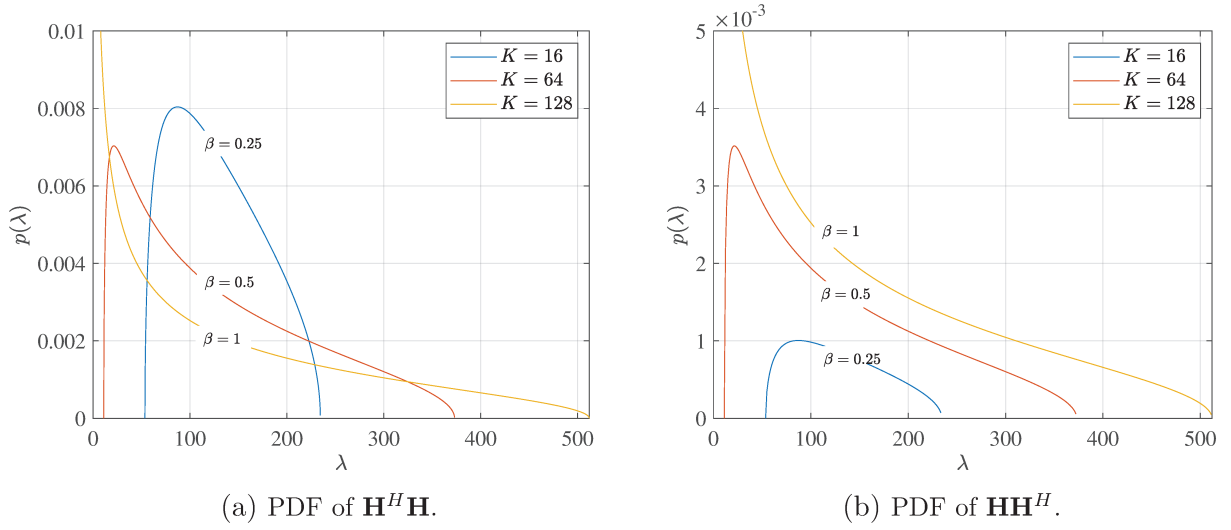 0.01
0.008
0.006
0.004
0.002
0
0 100 200 300 400 500
p(λ)
λ
K = 16
K = 64
K = 128
β = 0.25
β = 0.5
β = 1
(a) PDF of H^H H.
×10^-3
5
4
3
2
1
0
0 100 200 300 400 500
p(λ)
λ
K = 16
K = 64
K = 128
β = 1
β = 0.5
β = 0.25
(b) PDF of HH^H.